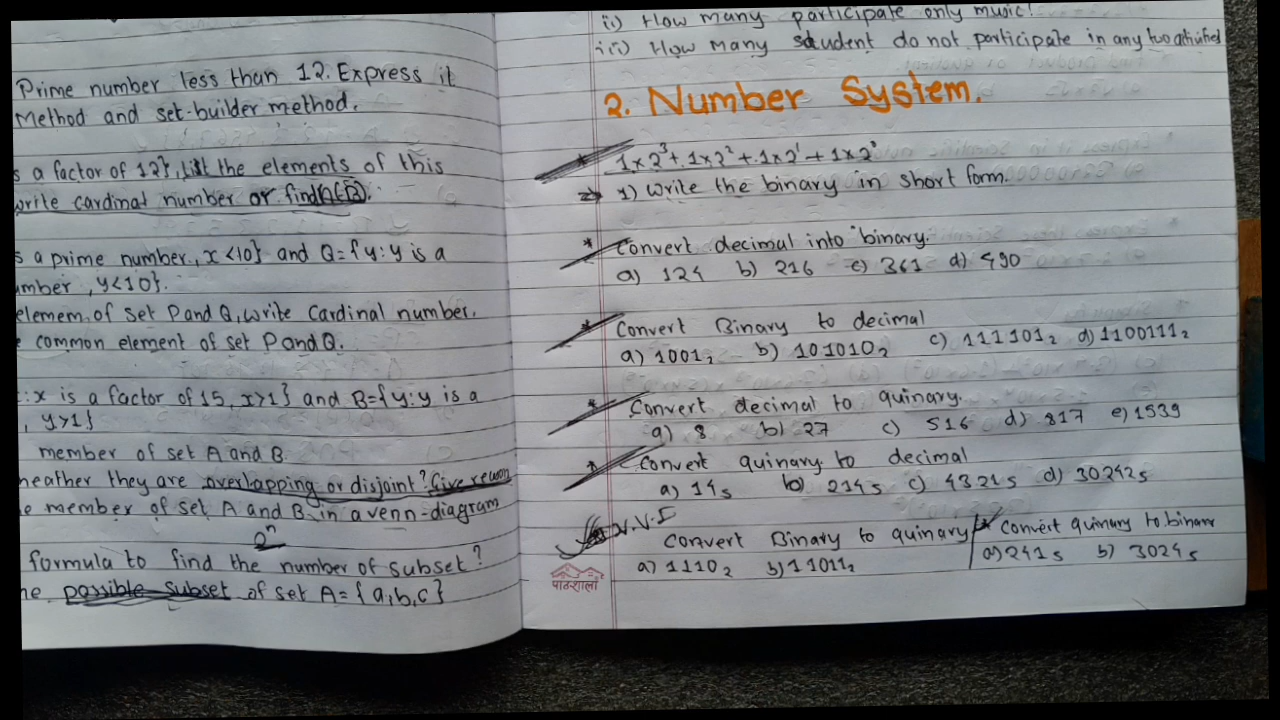 Prime number less than 12. Express it
Method and set-builder method.
s a factor of 12}, list the elements of this
write cardinal number or find
s a prime number, x<10} and Q={y:y is a
mber, y<10}.
elemem, of set P and Q, write cardinal number.
common element of set P and Q.
:x is a factor of 15, x>1} and B={y:y is a
, y>1}
member of set A and B
heather they are overlapping or disjoint? Give reason
e member of set A and B in a venn-diagram
2ⁿ
formula to find the number of subset?
he possible subset of set A={a,b,c}
ii) How many participate only music!
iii) How many student do not participate in any two
2. Number System.
* 1×2³+1×2²+1×2¹+1×2⁰
1) Write the binary in short form.
* Convert decimal into binary.
a) 124 b) 216 c) 361 d) 490
* Convert Binary to decimal
a) 1001₂ b) 101010₂ c) 111101₂ d) 1100111₂
* Convert decimal to quinary.
a) 8 b) 27 c) 516 d) 817 e) 1539
* Convert quinary to decimal
a) 14₅ b) 214₅ c) 4321₅ d) 30242₅
V.V.I
Convert Binary to quinary
a) 1110₂ b) 11011₂
* Convert quinary to binary
a) 241₅ b) 3024₅
पाठशाला